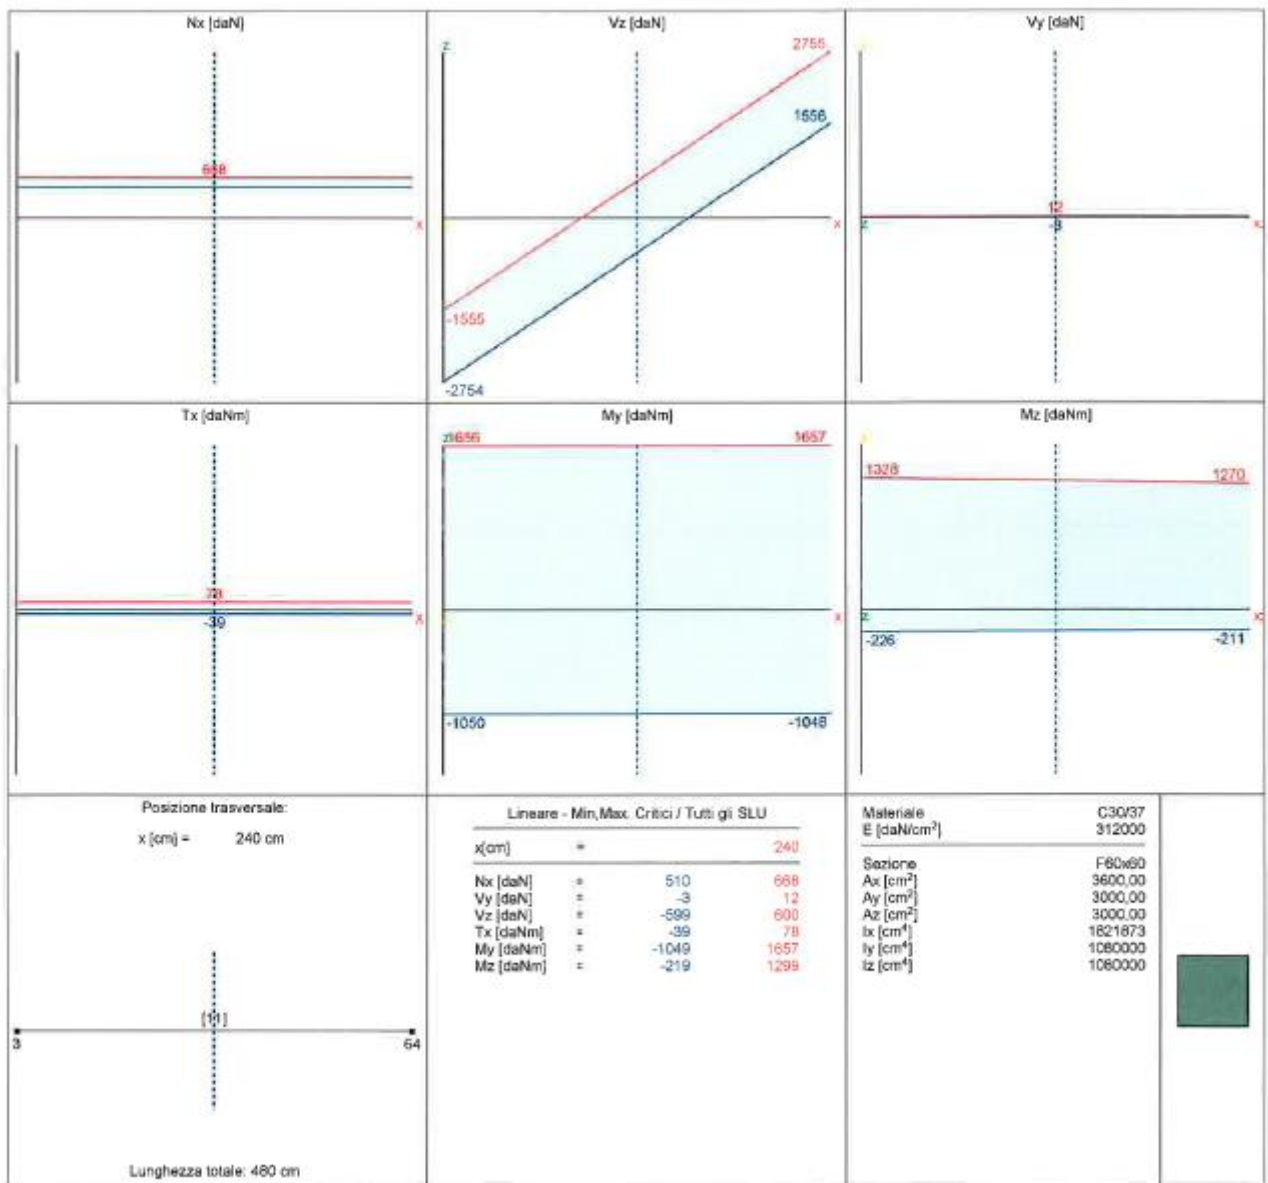 Nx [daN]
668
x
Vz [daN]
z
2755
1556
x
-1555
-2754
Vy [daN]
12
z
-3
x
Tx [daNm]
78
-39
x
My [daNm]
z
1656
1657
x
-1050
-1048
Mz [daNm]
1328
1270
z
x
-226
-211
Posizione trasversale:
x [cm] = 240 cm
[11]
3
64
Lunghezza totale: 480 cm
Lineare - Min,Max. Critici / Tutti gli SLU
x[cm] = 240
Nx [daN] = 510 668
Vy [daN] = -3 12
Vz [daN] = -599 600
Tx [daNm] = -39 78
My [daNm] = -1049 1657
Mz [daNm] = -219 1299
Materiale C30/37
E [daN/cm²] 312000
Sezione F60x60
Ax [cm²] 3600,00
Ay [cm²] 3000,00
Az [cm²] 3000,00
Ix [cm⁴] 1821873
Iy [cm⁴] 1080000
Iz [cm⁴] 1080000